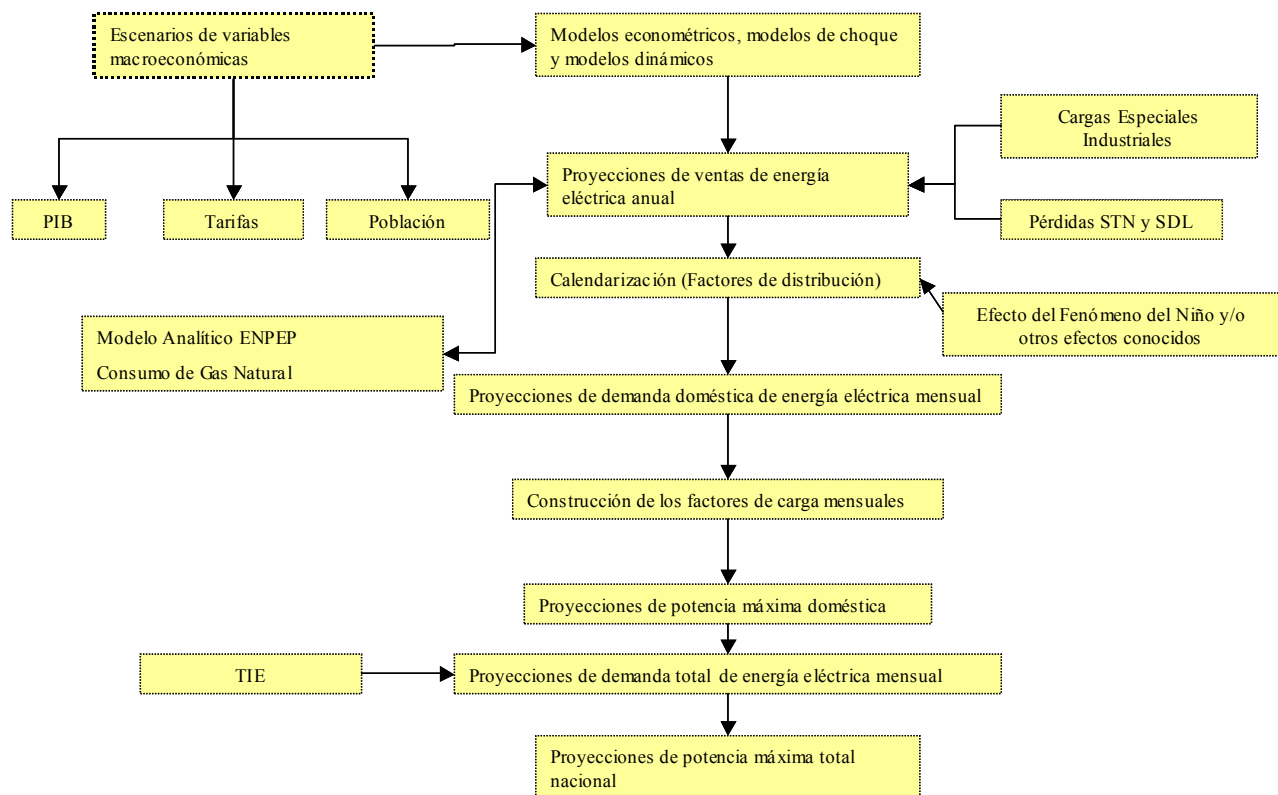 Escenarios de variables
macroeconómicas
Modelos econométricos, modelos de choque
y modelos dinámicos
Cargas Especiales
Industriales
Proyecciones de ventas de energía
eléctrica anual
PIB
Tarifas
Población
Pérdidas STN y SDL
Calendarización (Factores de distribución)
Efecto del Fenómeno del Niño y/o
otros efectos conocidos
Modelo Analítico ENPEP
Consumo de Gas Natural
Proyecciones de demanda doméstica de energía eléctrica mensual
Construcción de los factores de carga mensuales
Proyecciones de potencia máxima doméstica
TIE
Proyecciones de demanda total de energía eléctrica mensual
Proyecciones de potencia máxima total
nacional